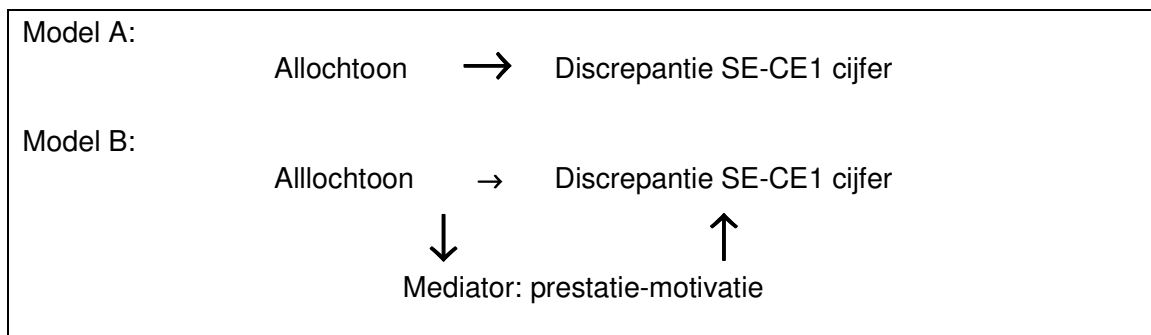 Model A:
Allochtoon → Discrepantie SE-CE1 cijfer
Model B:
Alllochtoon → Discrepantie SE-CE1 cijfer
↓ ↑
Mediator: prestatie-motivatie